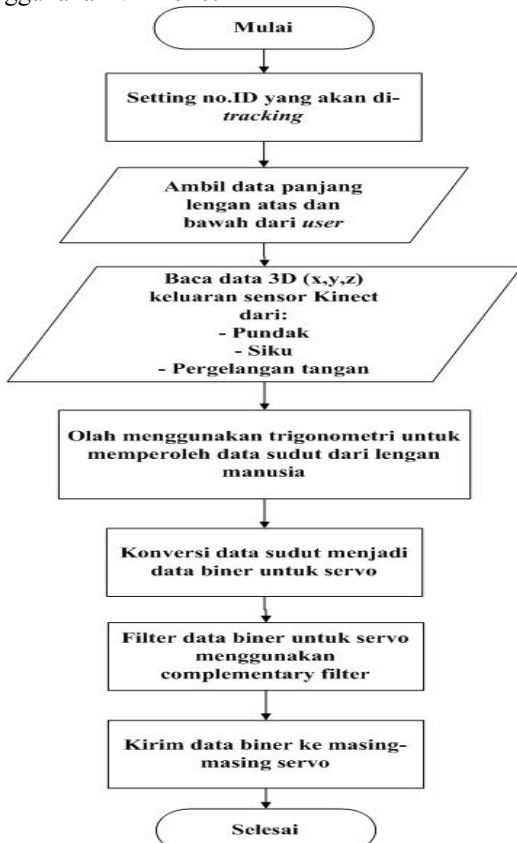 Mulai
Setting no.ID yang akan di-
tracking
Ambil data panjang
lengan atas dan
bawah dari user
Baca data 3D (x,y,z)
keluaran sensor Kinect
dari:
- Pundak
- Siku
- Pergelangan tangan
Olah menggunakan trigonometri untuk
memperoleh data sudut dari lengan
manusia
Konversi data sudut menjadi
data biner untuk servo
Filter data biner untuk servo
menggunakan
complementary filter
Kirim data biner ke masing-
masing servo
Selesai